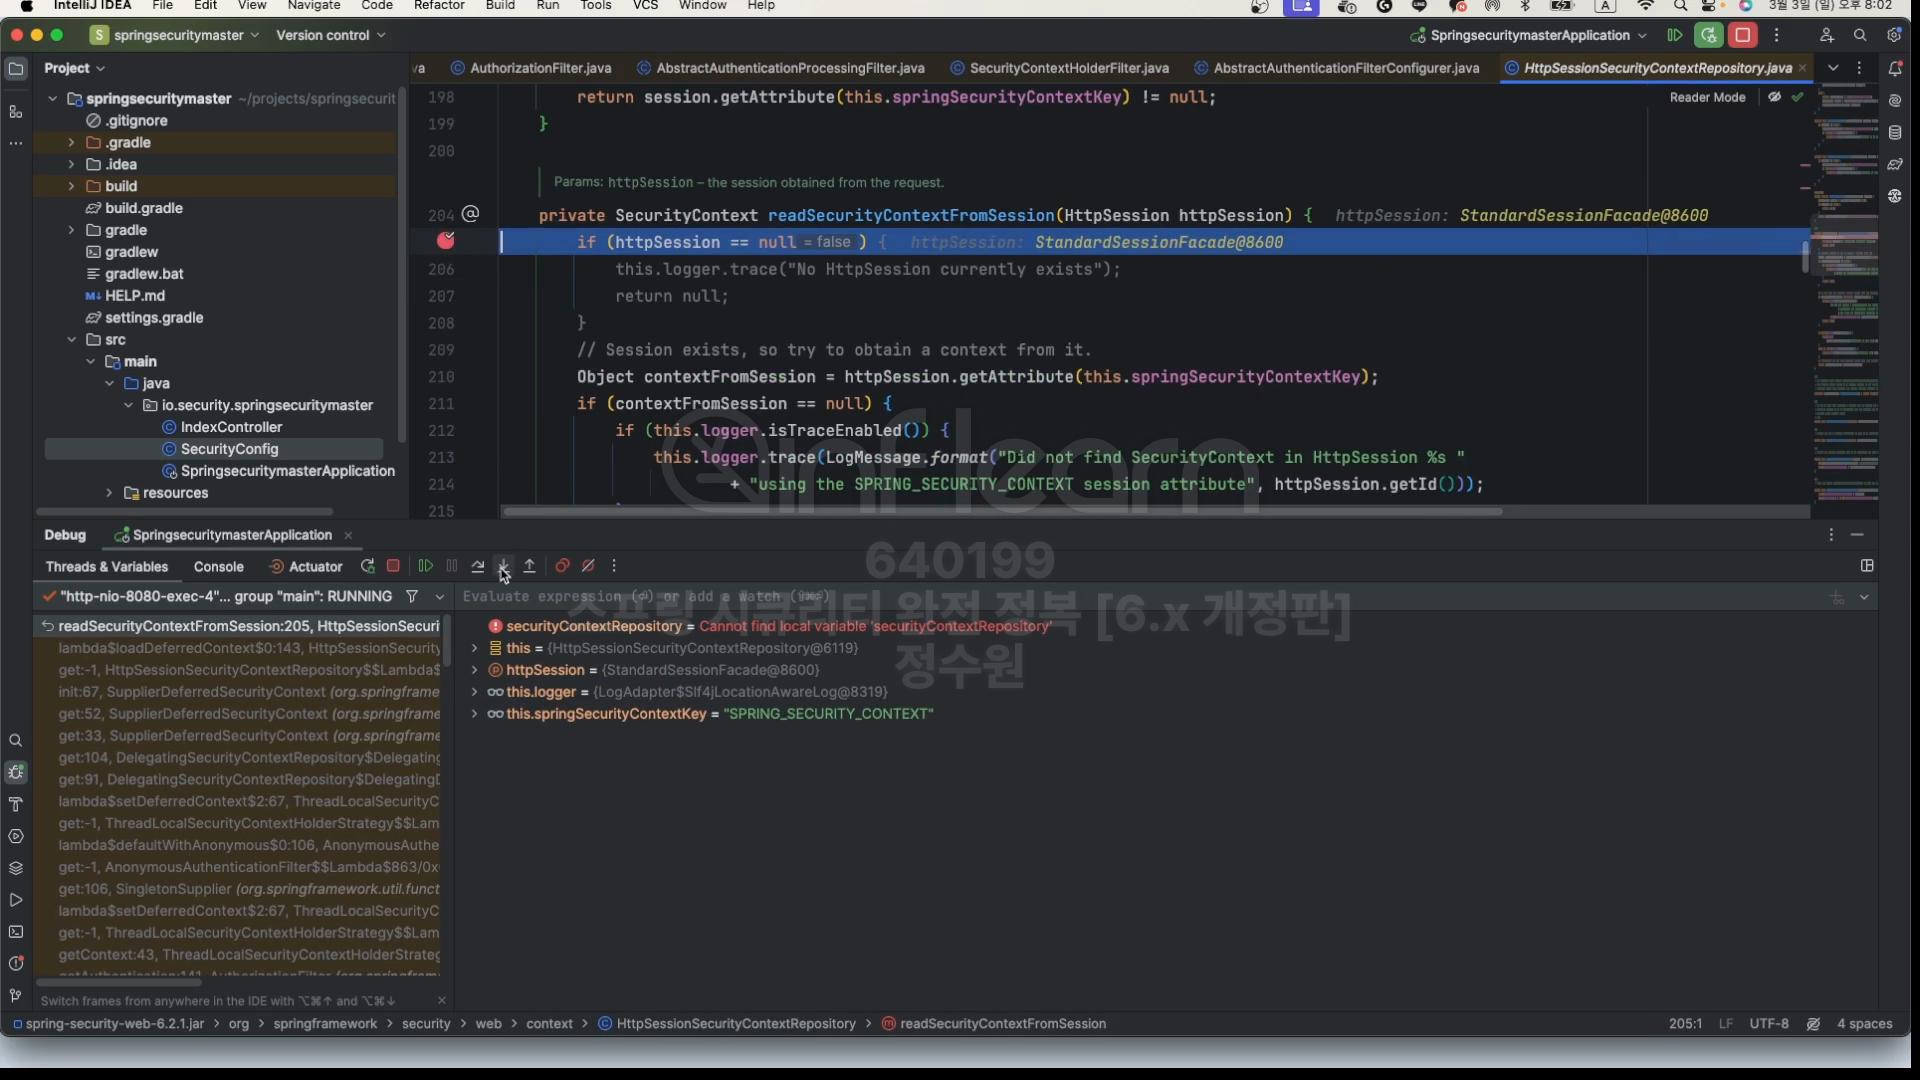 IntelliJ IDEA File Edit View Navigate Code Refactor Build Run Tools VCS Window Help A 3월 3일 (일) 오후 8:02
S springsecuritymaster Version control SpringsecuritymasterApplication
Project
va AuthorizationFilter.java AbstractAuthenticationProcessingFilter.java SecurityContextHolderFilter.java AbstractAuthenticationFilterConfigurer.java HttpSessionSecurityContextRepository.java
Reader Mode
springsecuritymaster ~/projects/springsecurit
.gitignore
.gradle
.idea
build
build.gradle
gradle
gradlew
gradlew.bat
M↓ HELP.md
settings.gradle
src
main
java
io.security.springsecuritymaster
IndexController
SecurityConfig
SpringsecuritymasterApplication
resources
198 return session.getAttribute(this.springSecurityContextKey) != null;
199 }
200
Params: httpSession – the session obtained from the request.
204 @ private SecurityContext readSecurityContextFromSession(HttpSession httpSession) { httpSession: StandardSessionFacade@8600
if (httpSession == null = false ) { httpSession: StandardSessionFacade@8600
206 this.logger.trace("No HttpSession currently exists");
207 return null;
208 }
209 // Session exists, so try to obtain a context from it.
210 Object contextFromSession = httpSession.getAttribute(this.springSecurityContextKey);
211 if (contextFromSession == null) {
212 if (this.logger.isTraceEnabled()) {
213 this.logger.trace(LogMessage.format("Did not find SecurityContext in HttpSession %s "
214 + "using the SPRING_SECURITY_CONTEXT session attribute", httpSession.getId()));
215
inflearn
640199
스프링 시큐리티 완전 정복 [6.x 개정판]
정수원
Debug SpringsecuritymasterApplication
Threads & Variables Console Actuator
"http-nio-8080-exec-4"... group "main": RUNNING
Evaluate expression (⏎) or add a watch (⇧⌘⏎)
readSecurityContextFromSession:205, HttpSessionSecuri
lambda$loadDeferredContext$0:143, HttpSessionSecurity
get:-1, HttpSessionSecurityContextRepository$$Lambda$
init:67, SupplierDeferredSecurityContext (org.springframe
get:52, SupplierDeferredSecurityContext (org.springframe
get:33, SupplierDeferredSecurityContext (org.springframe
get:104, DelegatingSecurityContextRepository$Delegating
get:91, DelegatingSecurityContextRepository$DelegatingD
lambda$setDeferredContext$2:67, ThreadLocalSecurityC
get:-1, ThreadLocalSecurityContextHolderStrategy$$Lam
lambda$defaultWithAnonymous$0:106, AnonymousAuthe
get:-1, AnonymousAuthenticationFilter$$Lambda$863/0x
get:106, SingletonSupplier (org.springframework.util.funct
lambda$setDeferredContext$2:67, ThreadLocalSecurityC
get:-1, ThreadLocalSecurityContextHolderStrategy$$Lam
getContext:43, ThreadLocalSecurityContextHolderStrateg
getAuthentication:141, AuthorizationFilter (org.springfram
securityContextRepository = Cannot find local variable 'securityContextRepository'
this = {HttpSessionSecurityContextRepository@6119}
httpSession = {StandardSessionFacade@8600}
this.logger = {LogAdapter$Slf4jLocationAwareLog@8319}
this.springSecurityContextKey = "SPRING_SECURITY_CONTEXT"
Switch frames from anywhere in the IDE with ⌥⌘↑ and ⌥⌘↓
spring-security-web-6.2.1.jar > org > springframework > security > web > context > HttpSessionSecurityContextRepository > readSecurityContextFromSession 205:1 LF UTF-8 4 spaces